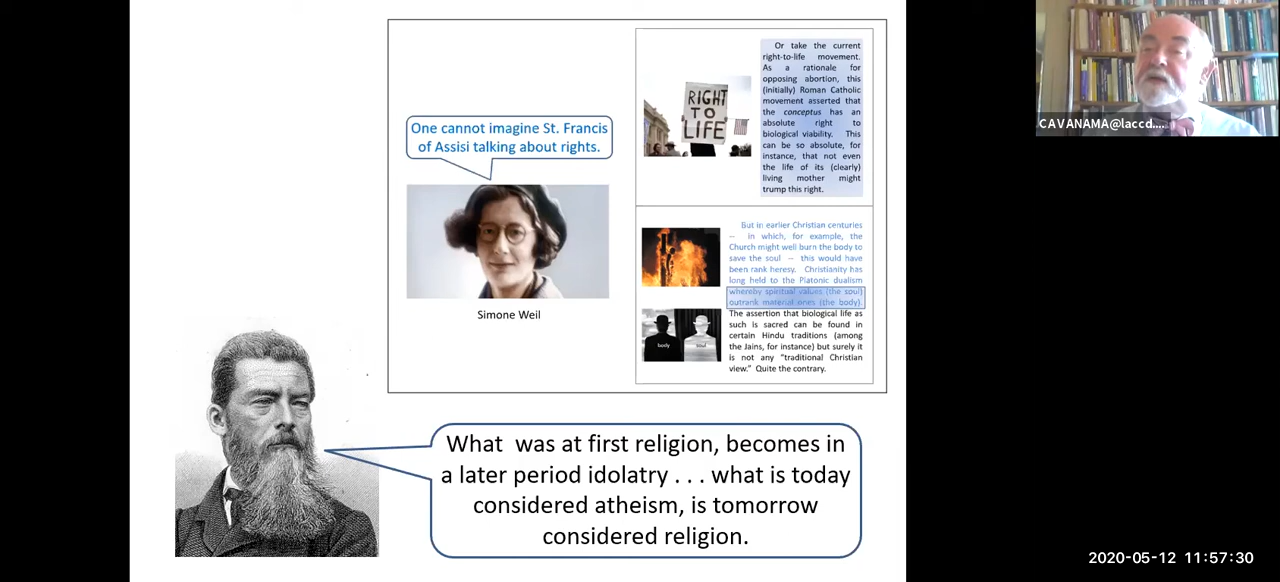 One cannot imagine St. Francis
of Assisi talking about rights.
Simone Weil
RIGHT
TO
LIFE
Or take the current
right-to-life movement.
As a rationale for
opposing abortion, this
(initially) Roman Catholic
movement asserted that
the conceptus has an
absolute right to
biological viability. This
can be so absolute, for
instance, that not even
the life of its (clearly)
living mother might
trump this right.
But in earlier Christian centuries
-- in which, for example, the
Church might well burn the body to
save the soul -- this would have
been rank heresy. Christianity has
long held to the Platonic dualism
whereby spiritual values (the soul)
outrank material ones (the body).
The assertion that biological life as
such is sacred can be found in
certain Hindu traditions (among
the Jains, for instance) but surely it
is not any "traditional Christian
view." Quite the contrary.
body
soul
What was at first religion, becomes in
a later period idolatry . . . what is today
considered atheism, is tomorrow
considered religion.
CAVANAMA@laccd....
2020-05-12 11:57:30